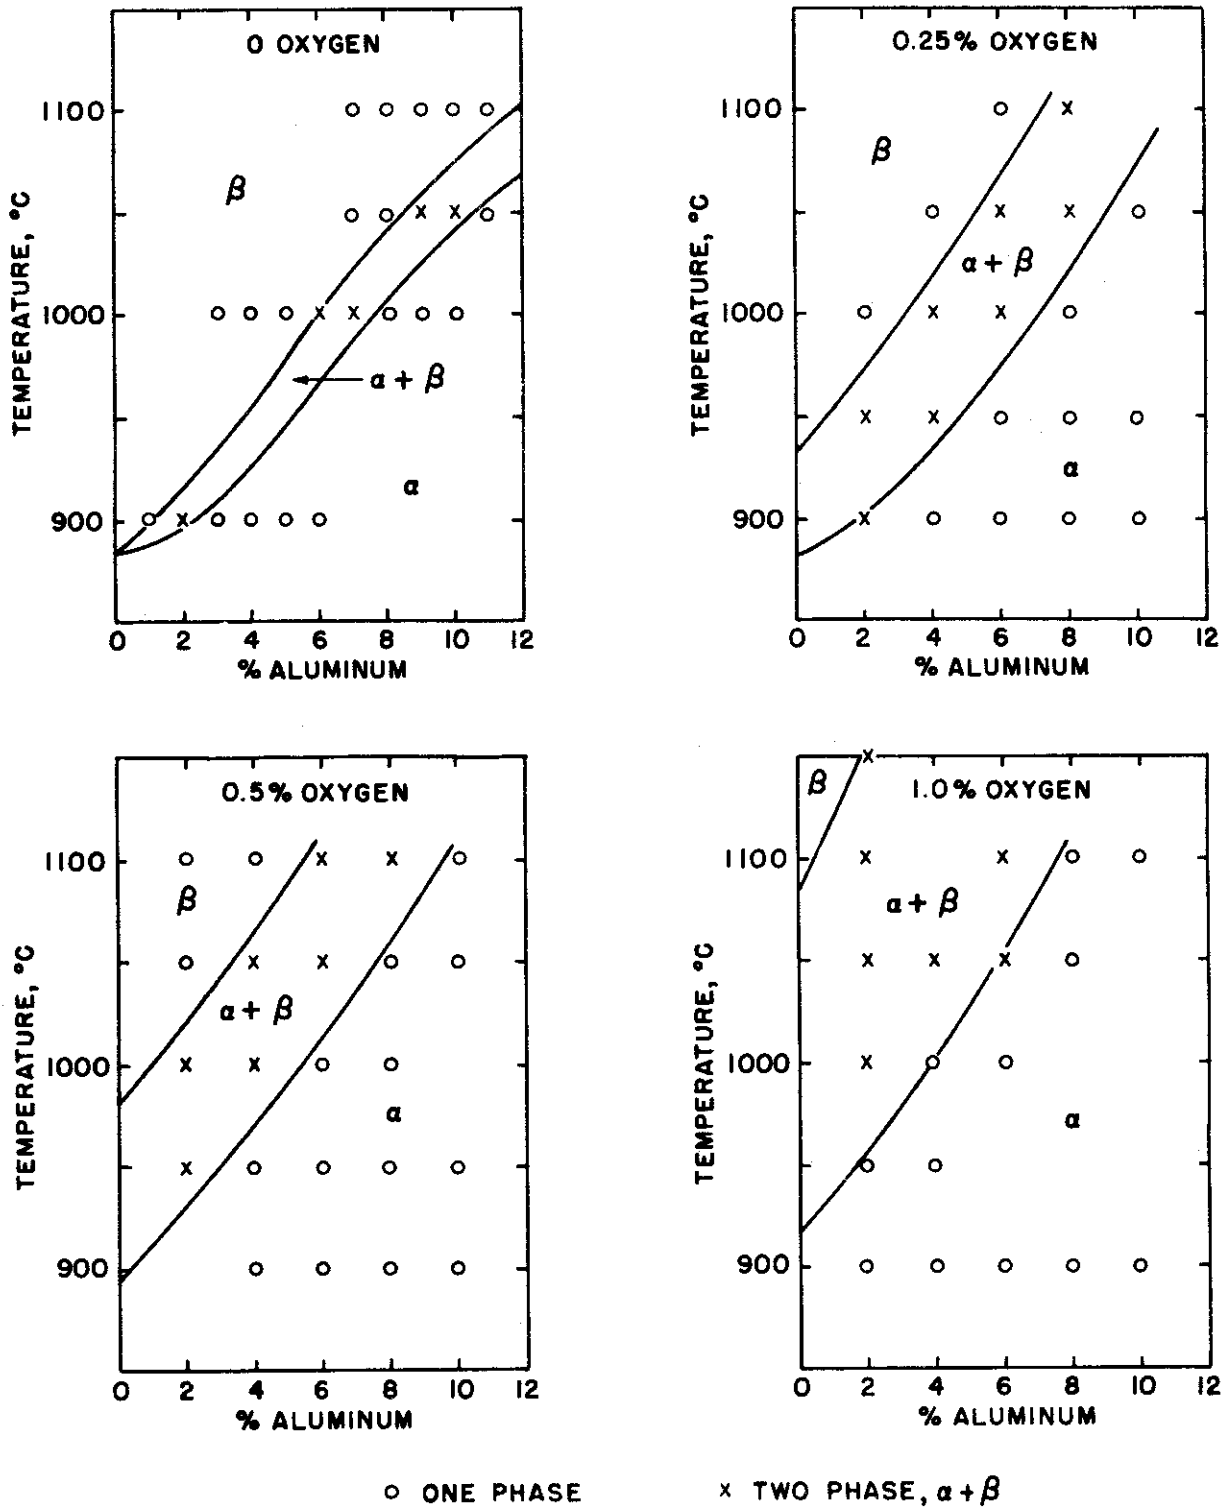 0 OXYGEN
TEMPERATURE, °C
1100
1000
900
β
α + β
α
0 2 4 6 8 10 12
% ALUMINUM
0.25% OXYGEN
TEMPERATURE, °C
1100
1000
900
β
α + β
α
0 2 4 6 8 10 12
% ALUMINUM
0.5% OXYGEN
TEMPERATURE, °C
1100
1000
900
β
α + β
α
0 2 4 6 8 10 12
% ALUMINUM
1.0% OXYGEN
TEMPERATURE, °C
1100
1000
900
β
α + β
α
0 2 4 6 8 10 12
% ALUMINUM
O ONE PHASE
X TWO PHASE, α + β